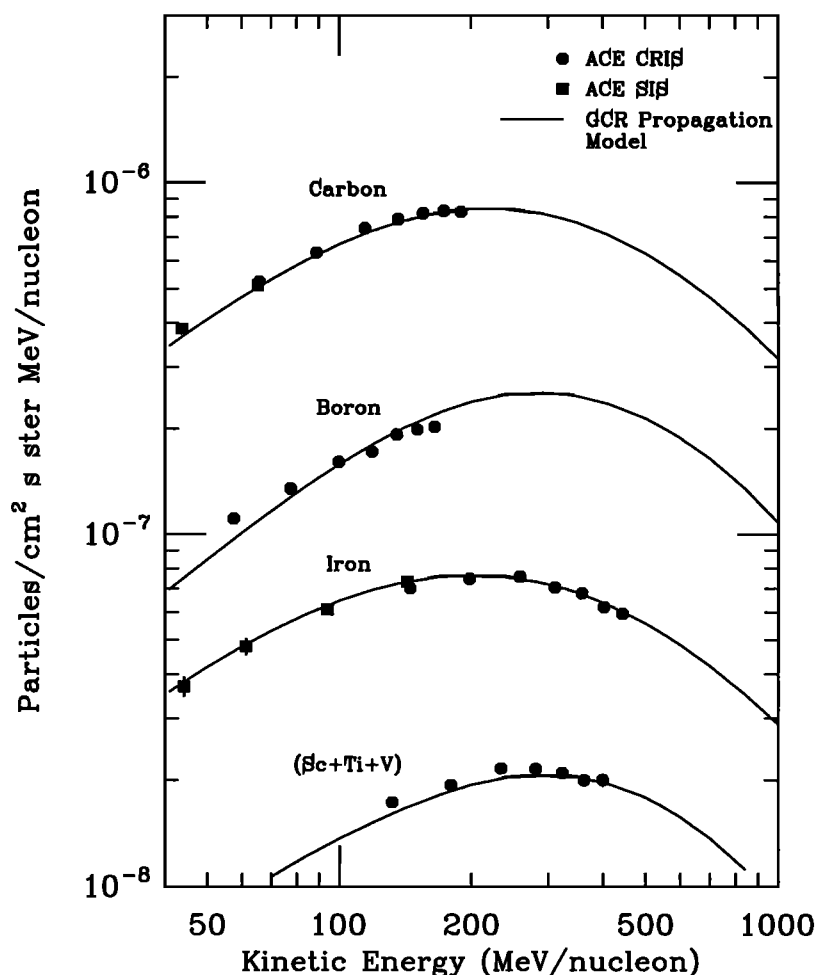 ACE CRIS
ACE SIS
GCR Propagation
Model
10⁻⁶
Carbon
Boron
10⁻⁷
Iron
(Sc+Ti+V)
10⁻⁸
50 100 200 500 1000
Kinetic Energy (MeV/nucleon)
Particles/cm² s ster MeV/nucleon